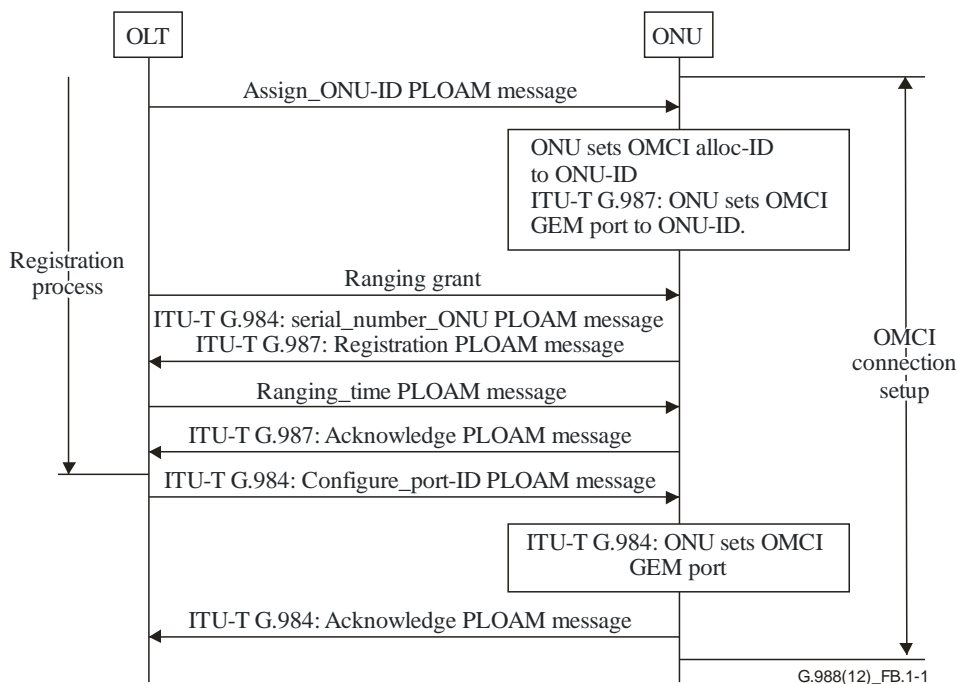 OLT
ONU
Assign_ONU-ID PLOAM message
ONU sets OMCI alloc-ID
to ONU-ID
ITU-T G.987: ONU sets OMCI
GEM port to ONU-ID.
Registration
process
Ranging grant
ITU-T G.984: serial_number_ONU PLOAM message
ITU-T G.987: Registration PLOAM message
OMCI
connection
setup
Ranging_time PLOAM message
ITU-T G.987: Acknowledge PLOAM message
ITU-T G.984: Configure_port-ID PLOAM message
ITU-T G.984: ONU sets OMCI
GEM port
ITU-T G.984: Acknowledge PLOAM message
G.988(12)_FB.1-1